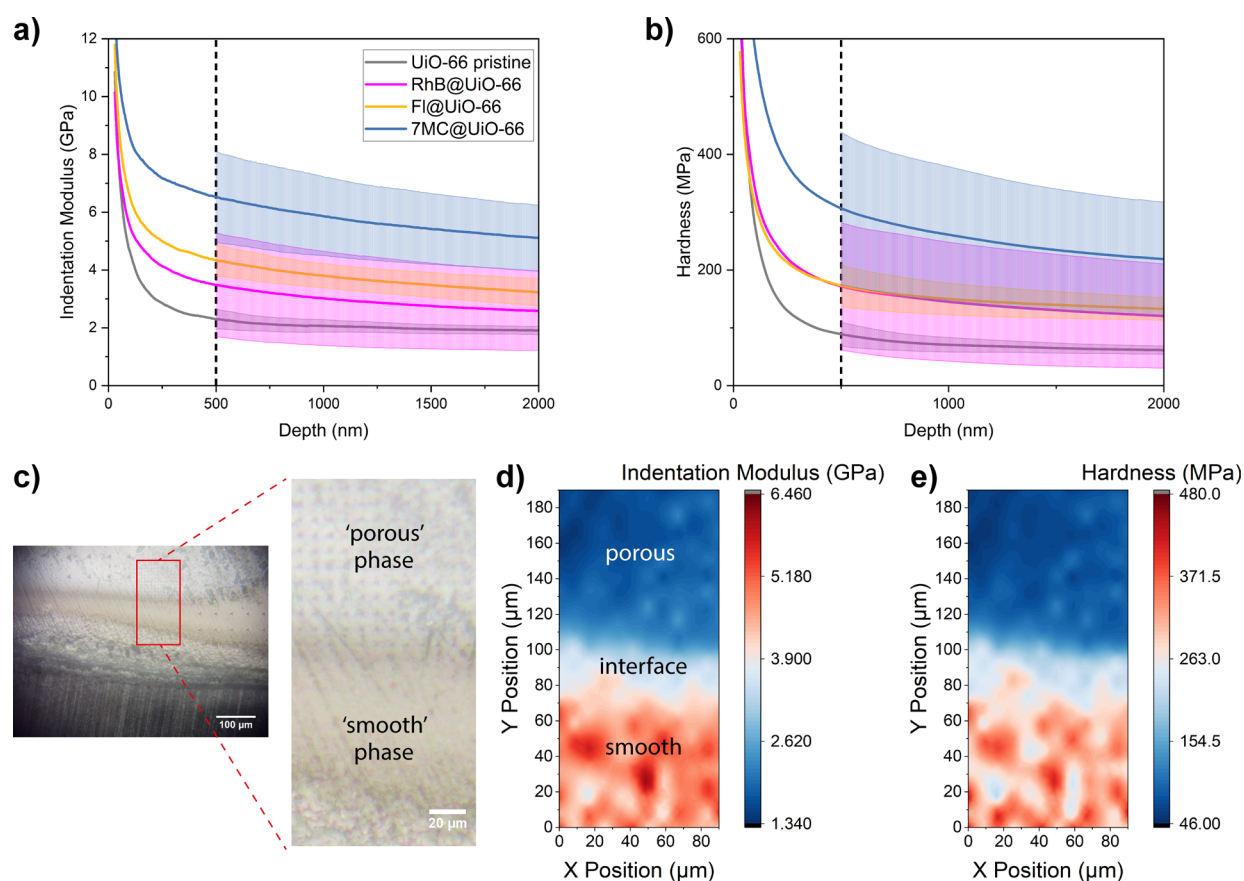 a)
Indentation Modulus (GPa)
12
10
8
6
4
2
0
0
500
1000
1500
2000
Depth (nm)
UiO-66 pristine
RhB@UiO-66
Fl@UiO-66
7MC@UiO-66
b)
Hardness (MPa)
600
400
200
0
0
1000
2000
Depth (nm)
c)
100 µm
'porous'
phase
'smooth'
phase
20 µm
d)
Indentation Modulus (GPa)
Y Position (µm)
180
160
140
120
100
80
60
40
20
0
0 20 40 60 80
X Position (µm)
porous
interface
smooth
6.460
5.180
3.900
2.620
1.340
e)
Hardness (MPa)
Y Position (µm)
180
160
140
120
100
80
60
40
20
0
0 20 40 60 80
X Position (µm)
480.0
371.5
263.0
154.5
46.00